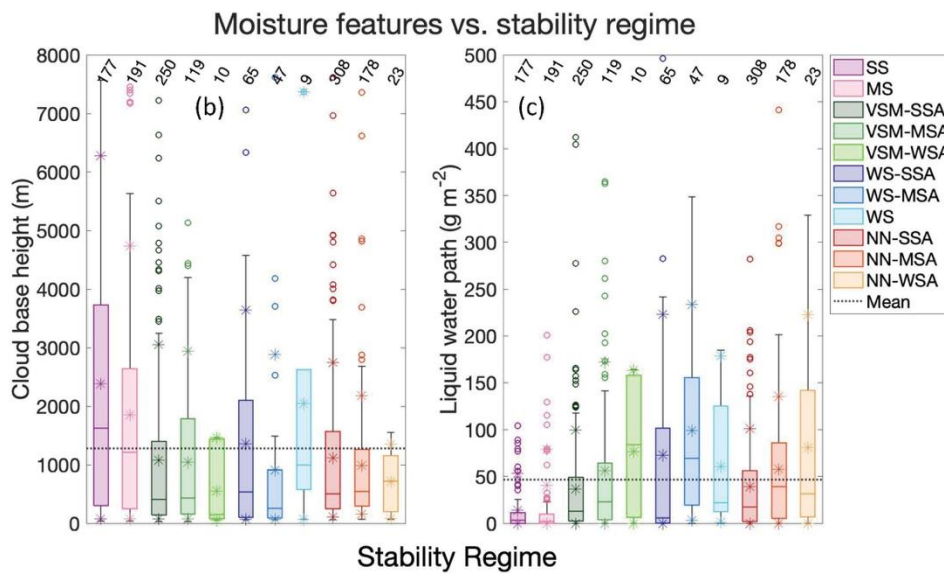 Moisture features vs. stability regime
8000
7000
6000
5000
4000
3000
2000
1000
0
Cloud base height (m)
177
191
250
119
10
65
47
9
308
178
23
(b)
500
450
400
350
300
250
200
150
100
50
0
Liquid water path (g m-2)
177
191
250
119
10
65
47
9
308
178
23
(c)
SS
MS
VSM-SSA
VSM-MSA
VSM-WSA
WS-SSA
WS-MSA
WS
NN-SSA
NN-MSA
NN-WSA
Mean
Stability Regime